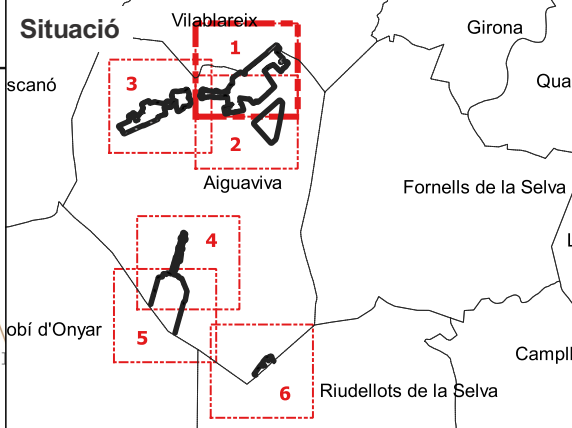 Vilablareix
Situació
Girona
1
scanó
3
Qua
2
Aiguaviva
Fornells de la Selva
4
L
obí d'Onyar
5
Campll
6
Riudellots de la Selva